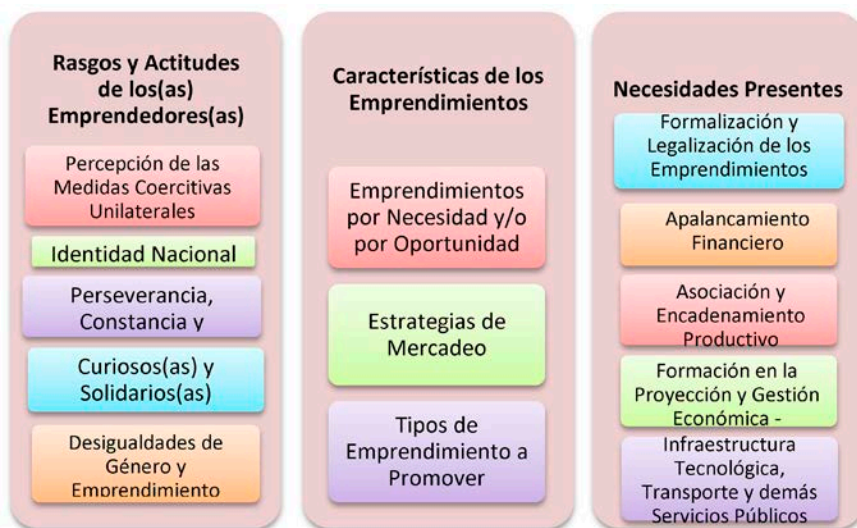 Rasgos y Actitudes
de los(as)
Emprendedores(as)
Percepción de las
Medidas Coercitivas
Unilaterales
Identidad Nacional
Perseverancia,
Constancia y
Curiosos(as) y
Solidarios(as)
Desigualdades de
Género y
Emprendimiento
Características de los
Emprendimientos
Emprendimientos
por Necesidad y/o
por Oportunidad
Estrategias de
Mercadeo
Tipos de
Emprendimiento a
Promover
Necesidades Presentes
Formalización y
Legalización de los
Emprendimientos
Apalancamiento
Financiero
Asociación y
Encadenamiento
Productivo
Formación en la
Proyección y Gestión
Económica -
Infraestructura
Tecnológica,
Transporte y demás
Servicios Públicos